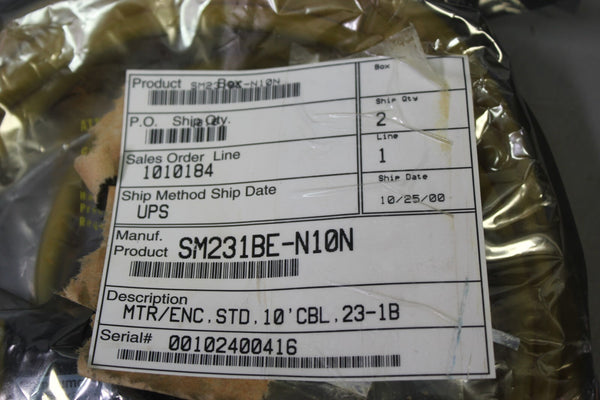 Product SM231BE-N10N
Box
Box
P.O. Ship Qty.
Ship Qty
2
Sales Order Line
1010184
Line
1
Ship Method Ship Date
UPS
Ship Date
10/25/00
Manuf.
Product SM231BE-N10N
Description
MTR/ENC,STD,10'CBL,23-1B
Serial# 00102400416